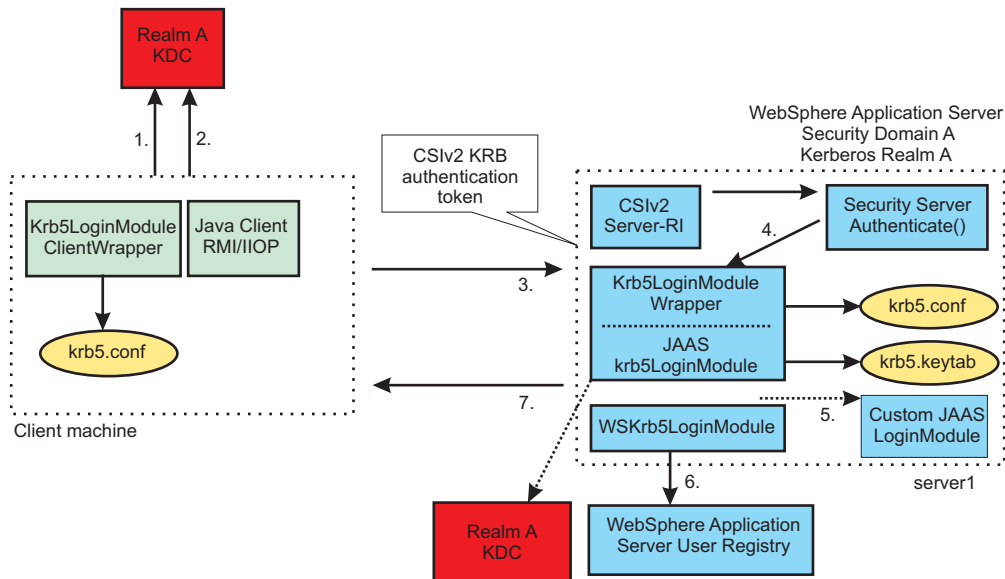 Realm A
KDC
1.
2.
WebSphere Application Server
Security Domain A
Kerberos Realm A
CSIv2 KRB
authentication
token
Krb5LoginModule
ClientWrapper
Java Client
RMI/IIOP
krb5.conf
Client machine
3.
7.
CSIv2
Server-RI
Security Server
Authenticate()
4.
Krb5LoginModule
Wrapper
JAAS
krb5LoginModule
krb5.conf
krb5.keytab
5.
WSKrb5LoginModule
Custom JAAS
LoginModule
server1
6.
Realm A
KDC
WebSphere Application
Server User Registry